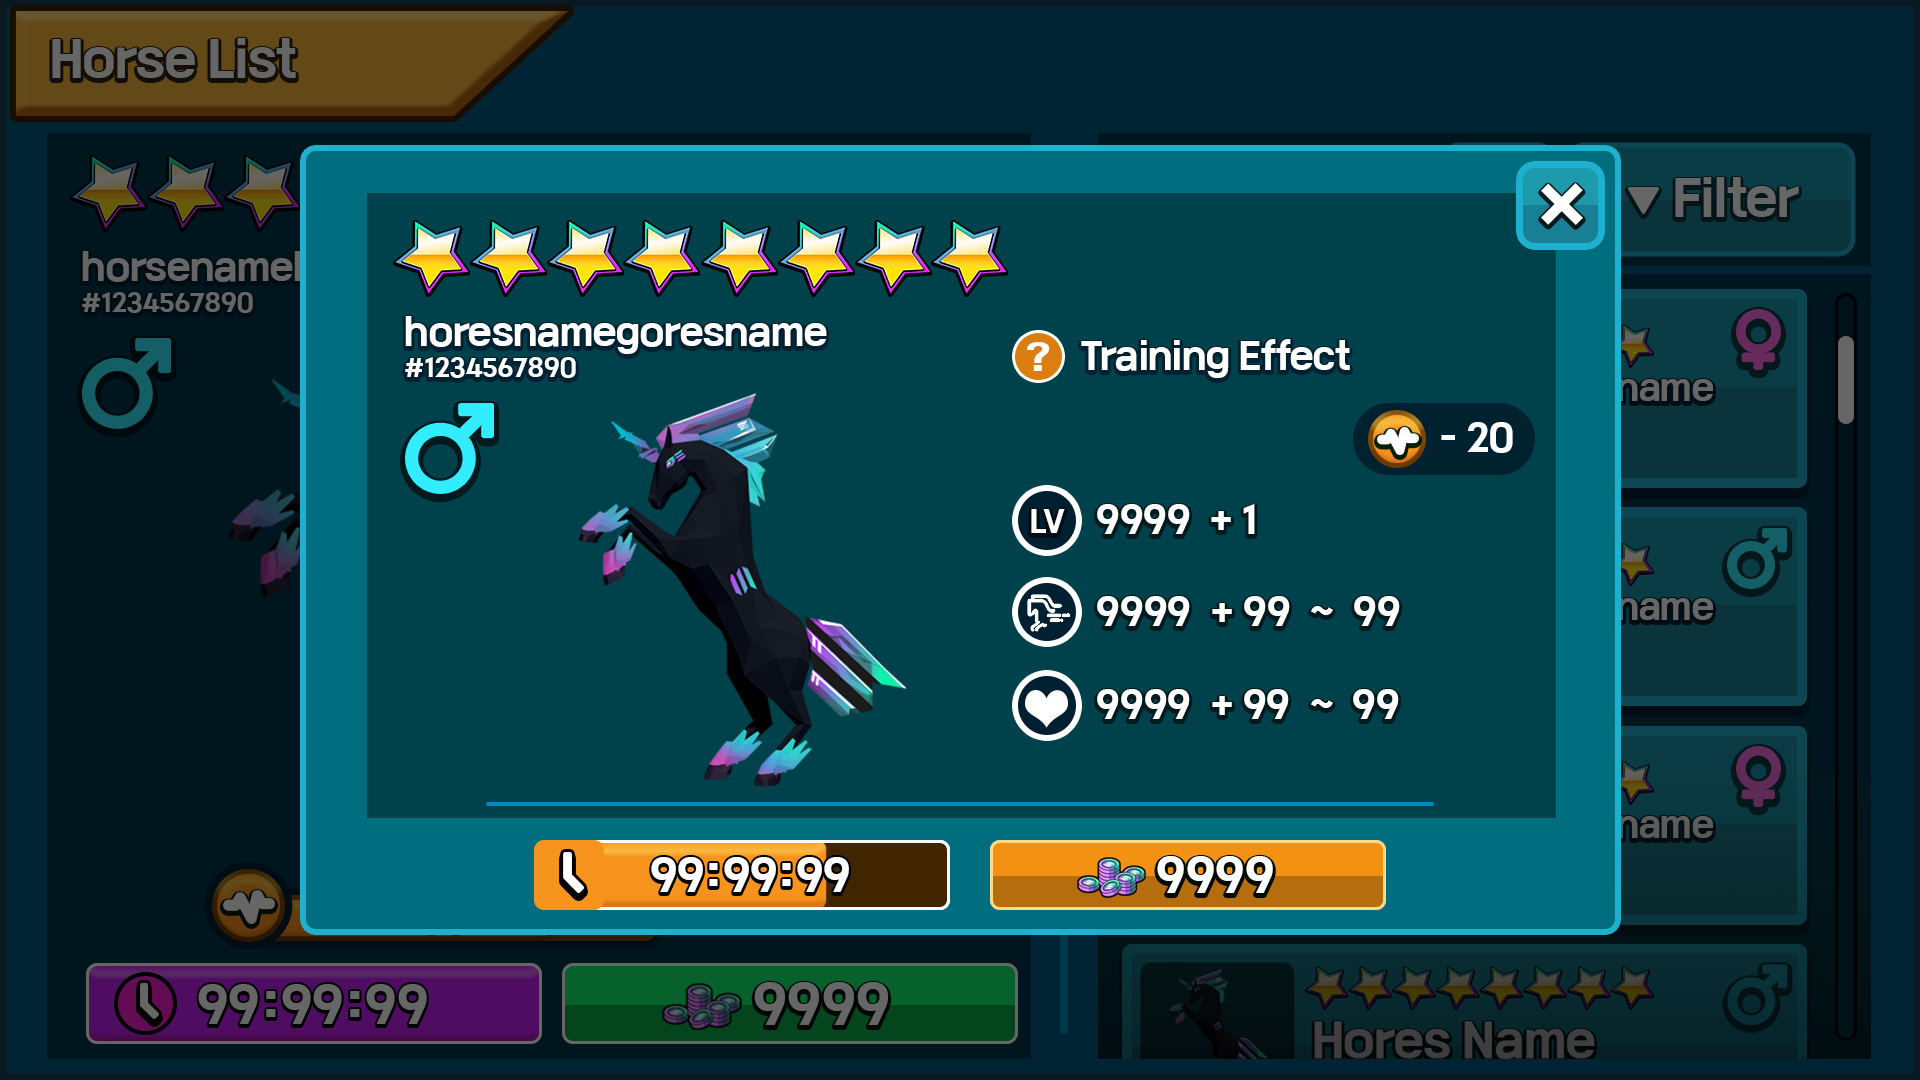 Horse List
Filter
horsename
#1234567890
horesnamegoresname
#1234567890
? Training Effect
- 20
LV 9999 + 1
9999 + 99 ~ 99
9999 + 99 ~ 99
99:99:99
9999
99:99:99
9999
name
name
name
Hores Name